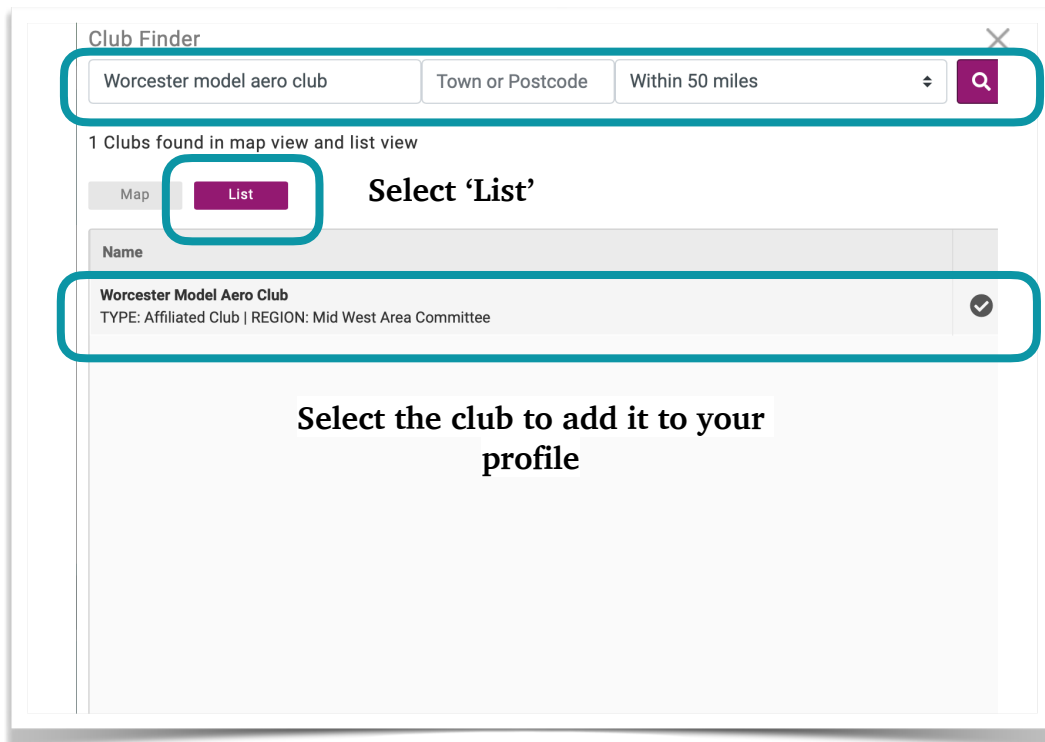 Club Finder
Worcester model aero club Town or Postcode Within 50 miles
1 Clubs found in map view and list view
Map List Select ‘List’
Name
Worcester Model Aero Club
TYPE: Affiliated Club | REGION: Mid West Area Committee
Select the club to add it to your
profile